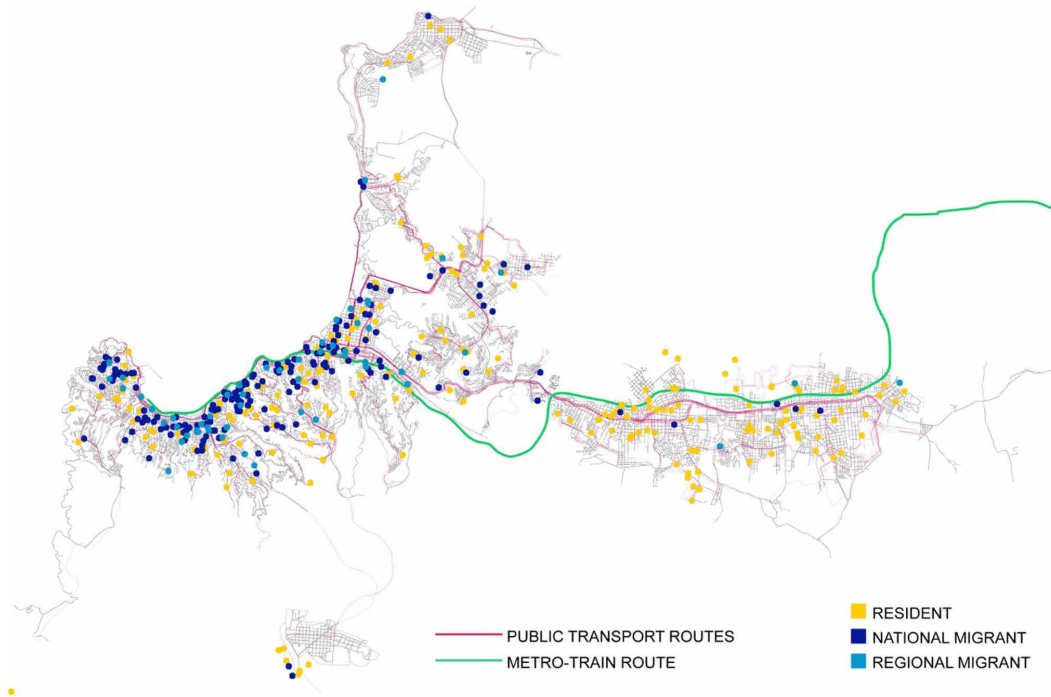 PUBLIC TRANSPORT ROUTES
METRO-TRAIN ROUTE
RESIDENT
NATIONAL MIGRANT
REGIONAL MIGRANT